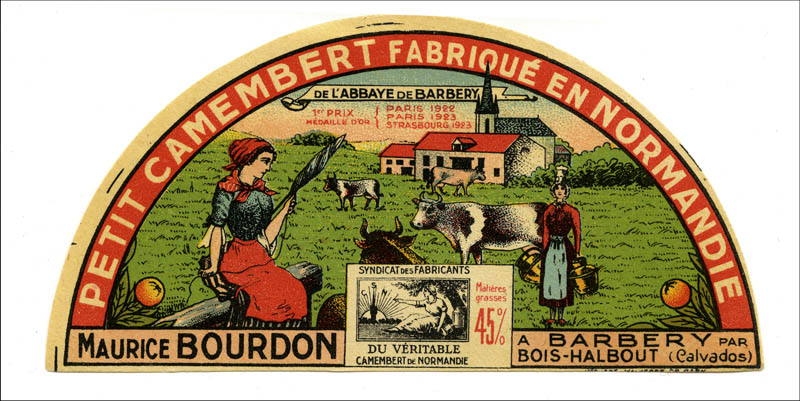 PETIT CAMEMBERT FABRIQUÉ EN NORMANDIE
DE L'ABBAYE DE BARBERY
1er PRIX
MÉDAILLE D'OR
PARIS 1922
PARIS 1923
STRASBOURG 1923
SYNDICAT DES FABRICANTS
DU VÉRITABLE
CAMEMBERT DE NORMANDIE
Matières
grasses
45%
MAURICE BOURDON
A BARBERY PAR
BOIS-HALBOUT (Calvados)